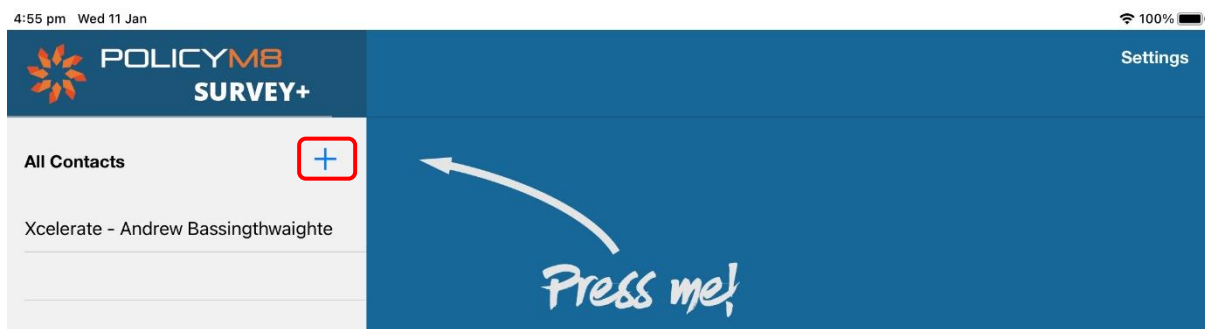 4:55 pm Wed 11 Jan 100%
POLICYM8
SURVEY+
Settings
All Contacts +
Xcelerate - Andrew Bassingthwaighte
Press me!